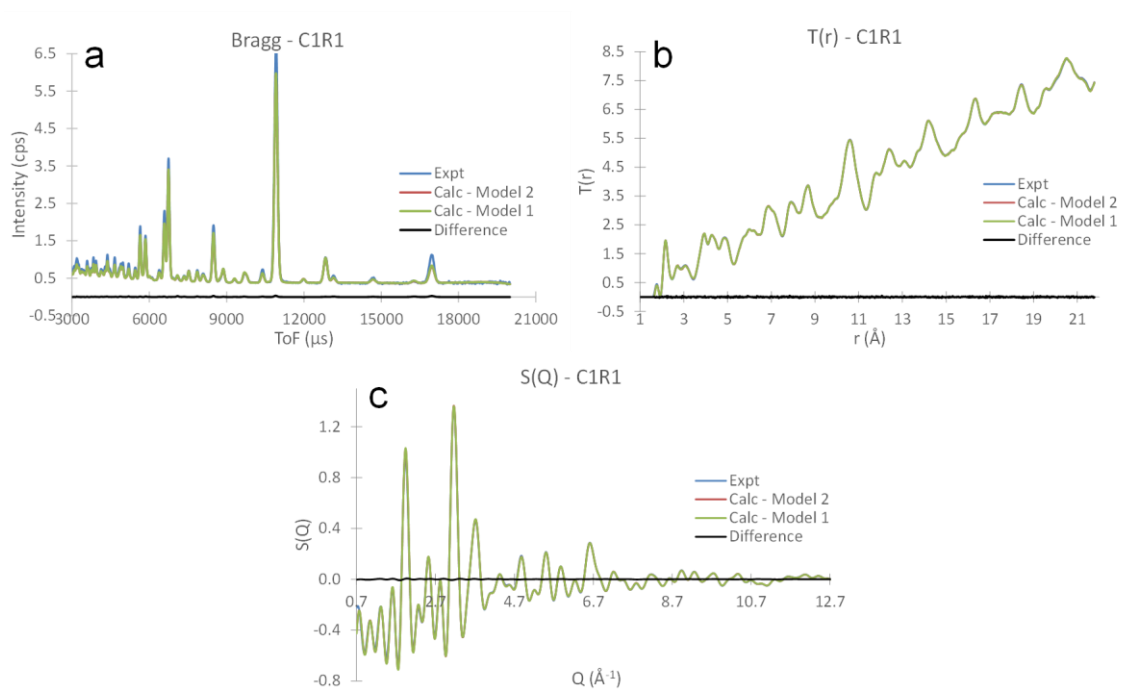 Bragg - C1R1
a
6.5
5.5
4.5
3.5
2.5
1.5
0.5
-0.5
Intensity (cps)
Expt
Calc - Model 2
Calc - Model 1
Difference
3000 6000 9000 12000 15000 18000 21000
ToF (µs)
T(r) - C1R1
b
8.5
7.5
6.5
5.5
4.5
3.5
2.5
1.5
0.5
-0.5
T(r)
Expt
Calc - Model 2
Calc - Model 1
Difference
1 3 5 7 9 11 13 15 17 19 21
r (Å)
S(Q) - C1R1
c
1.2
0.8
0.4
0.0
-0.4
-0.8
S(Q)
Expt
Calc - Model 2
Calc - Model 1
Difference
0.7 2.7 4.7 6.7 8.7 10.7 12.7
Q (Å⁻¹)